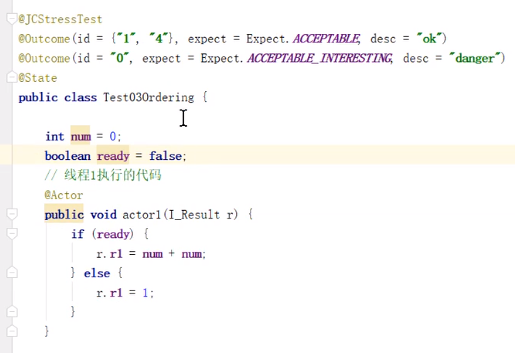 @JCStressTest
@Outcome(id = {"1", "4"}, expect = Expect.ACCEPTABLE, desc = "ok")
@Outcome(id = "0", expect = Expect.ACCEPTABLE_INTERESTING, desc = "danger")
@State
public class Test03Ordering {
int num = 0;
boolean ready = false;
// 线程1执行的代码
@Actor
public void actor1(I_Result r) {
if (ready) {
r.r1 = num + num;
} else {
r.r1 = 1;
}
}